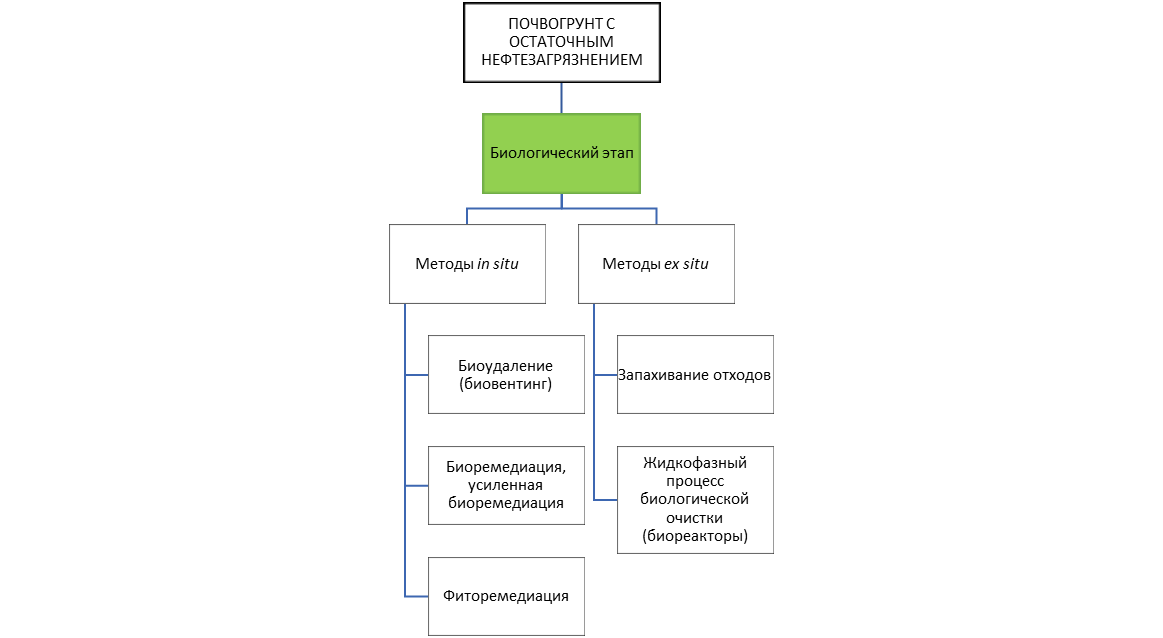 ПОЧВОГРУНТ С
ОСТАТОЧНЫМ
НЕФТЕЗАГРЯЗНЕНИЕМ
Биологический этап
Методы in situ
Методы ex situ
Биоудаление
(биовентинг)
Биоремедиация,
усиленная
биоремедиация
Фиторемедиация
Запахивание отходов
Жидкофазный
процесс
биологической
очистки
(биореакторы)